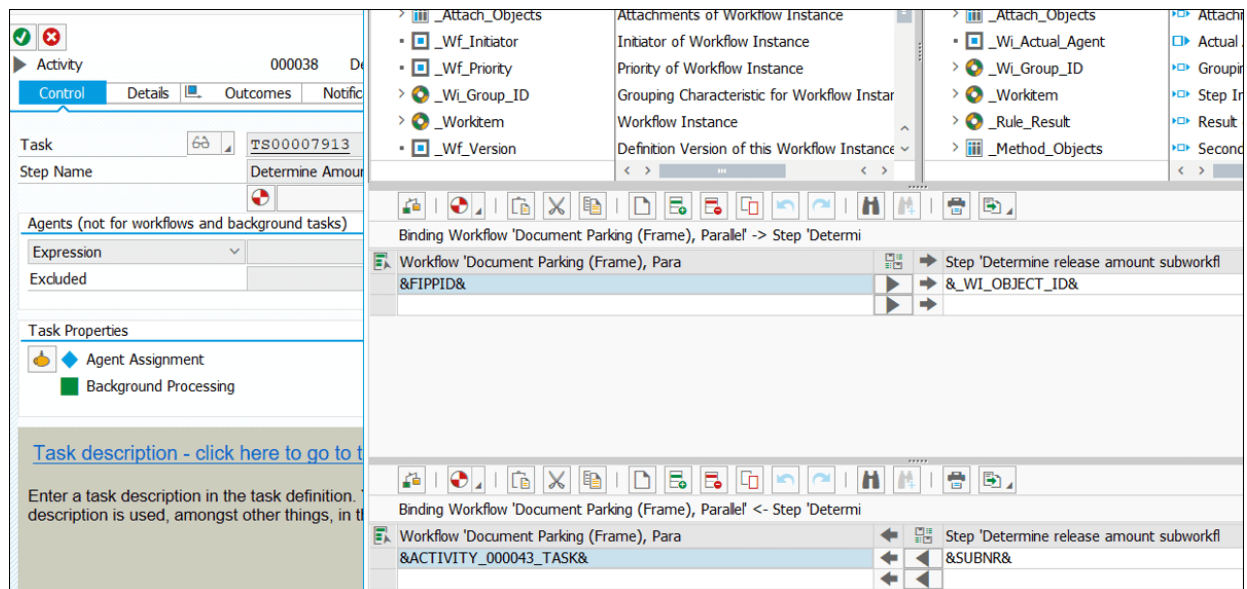 Activity 000038 De
Control Details Outcomes Notific
Task TS00007913
Step Name Determine Amour
Agents (not for workflows and background tasks)
Expression
Excluded
Task Properties
Agent Assignment
Background Processing
Task description - click here to go to t
Enter a task description in the task definition.
description is used, amongst other things, in tl
_Attach_Objects Attachments of Workflow Instance
_Wf_Initiator Initiator of Workflow Instance
_Wf_Priority Priority of Workflow Instance
_Wi_Group_ID Grouping Characteristic for Workflow Instar
_Workitem Workflow Instance
_Wf_Version Definition Version of this Workflow Instance
_Attach_Objects Attachm
_Wi_Actual_Agent Actual
_Wi_Group_ID Groupin
_Workitem Step In
_Rule_Result Result
_Method_Objects Second
Binding Workflow 'Document Parking (Frame), Parallel' -> Step 'Determi
Workflow 'Document Parking (Frame), Para Step 'Determine release amount subworkfl
&FIPPID& &_WI_OBJECT_ID&
Binding Workflow 'Document Parking (Frame), Parallel' <- Step 'Determi
Workflow 'Document Parking (Frame), Para Step 'Determine release amount subworkfl
&ACTIVITY_000043_TASK& &SUBNR&